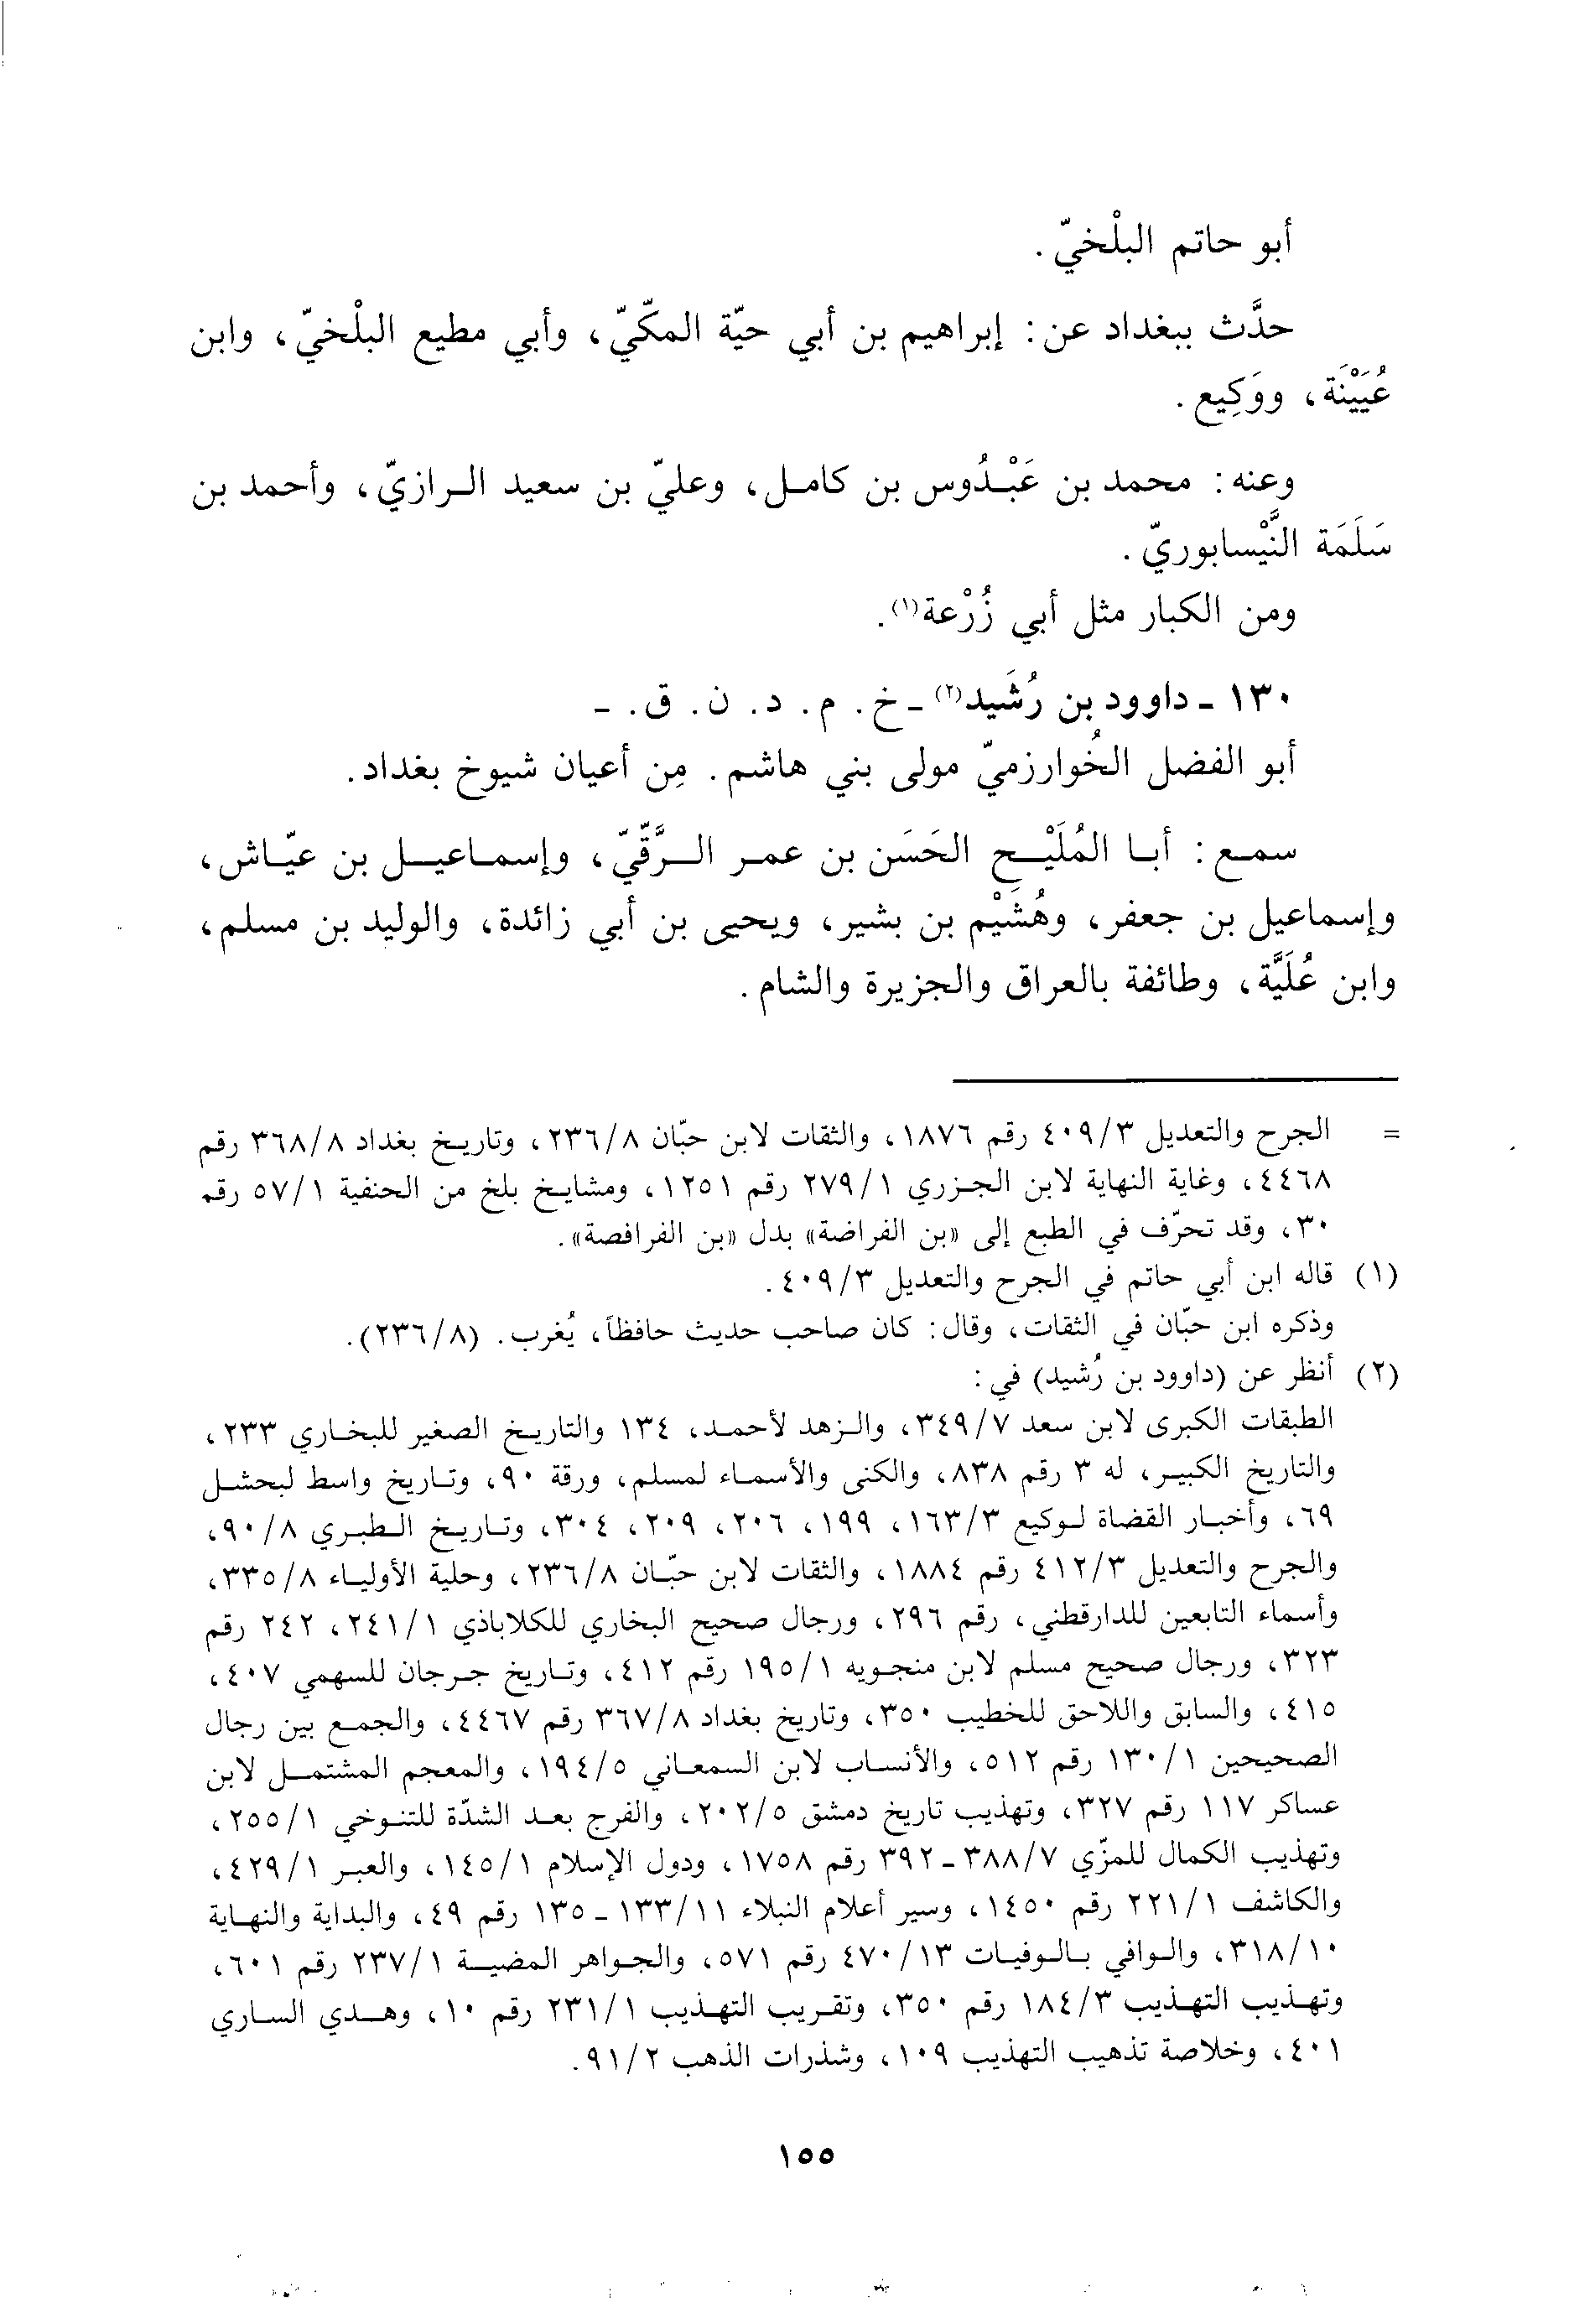 أبو حاتم البلْخيّ.
حدَّث ببغداد عن: إبراهيم بن أبي حيّة المكّيّ، وأبي مطيع البلْخيّ، وابن
عُيَيْنَة، ووَكِيع.
وعنه: محمد بن عَبْدُوس بن كامل، وعليّ بن سعيد الرازيّ، وأحمد بن
سَلَمَة النَّيْسابوريّ.
ومن الكبار مثل أبي زُرْعة(١).
١٣٠ ـ داوود بن رُشَيد(٢) ـ خ. م. د. ن. ق. ـ
أبو الفضل الخُوارزميّ مولى بني هاشم. مِن أعيان شيوخ بغداد.
سمع: أبا المُلَيْح الحَسَن بن عمر الرَّقّيّ، وإسماعيل بن عيّاش،
وإسماعيل بن جعفر، وهُشَيْم بن بشير، ويحيى بن أبي زائدة، والوليد بن مسلم،
وابن عُلَيَّة، وطائفة بالعراق والجزيرة والشام.
= الجرح والتعديل ٤٠٩/٣ رقم ١٨٧٦، والثقات لابن حبّان ٢٣٦/٨، وتاريخ بغداد ٣٦٨/٨ رقم
٤٤٦٨، وغاية النهاية لابن الجزري ٢٧٩/١ رقم ١٢٥١، ومشايخ بلخ من الحنفية ٥٧/١ رقم
٣٠، وقد تحرّف في الطبع إلى «بن الفراضة» بدل «بن الفرافصة».
(١) قاله ابن أبي حاتم في الجرح والتعديل ٤٠٩/٣.
وذكره ابن حبّان في الثقات، وقال: كان صاحب حديث حافظاً، يُغرب. (٢٣٦/٨).
(٢) أنظر عن (داوود بن رُشيد) في:
الطبقات الكبرى لابن سعد ٣٤٩/٧، والزهد لأحمد، ١٣٤ والتاريخ الصغير للبخاري ٢٣٣،
والتاريخ الكبير، له ٣ رقم ٨٣٨، والكنى والأسماء لمسلم، ورقة ٩٠، وتاريخ واسط لبحشل
٦٩، وأخبار القضاة لوكيع ١٦٣/٣، ١٩٩، ٢٠٦، ٢٠٩، ٣٠٤، وتاريخ الطبري ٩٠/٨،
والجرح والتعديل ٤١٢/٣ رقم ١٨٨٤، والثقات لابن حبّان ٢٣٦/٨، وحلية الأولياء ٣٣٥/٨،
وأسماء التابعين للدارقطني، رقم ٢٩٦، ورجال صحيح البخاري للكلاباذي ٢٤١/١، ٢٤٢ رقم
٣٢٣، ورجال صحيح مسلم لابن منجويه ١٩٥/١ رقم ٤١٢، وتاريخ جرجان للسهمي ٤٠٧،
٤١٥، والسابق واللاحق للخطيب ٣٥٠، وتاريخ بغداد ٣٦٧/٨ رقم ٤٤٦٧، والجمع بين رجال
الصحيحين ١٣٠/١ رقم ٥١٢، والأنساب لابن السمعاني ١٩٤/٥، والمعجم المشتمل لابن
عساكر ١١٧ رقم ٣٢٧، وتهذيب تاريخ دمشق ٢٠٢/٥، والفرج بعد الشدّة للتنوخي ٢٥٥/١،
وتهذيب الكمال للمزّي ٣٨٨/٧ ـ ٣٩٢ رقم ١٧٥٨، ودول الإسلام ١٤٥/١، والعبر ٤٢٩/١،
والكاشف ٢٢١/١ رقم ١٤٥٠، وسير أعلام النبلاء ١٣٣/١١ ـ ١٣٥ رقم ٤٩، والبداية والنهاية
٣١٨/١٠، والوافي بالوفيات ٤٧٠/١٣ رقم ٥٧١، والجواهر المضية ٢٣٧/١ رقم ٦٠١،
وتهذيب التهذيب ١٨٤/٣ رقم ٣٥٠، وتقريب التهذيب ٢٣١/١ رقم ١٠، وهدي الساري
٤٠١، وخلاصة تذهيب التهذيب ١٠٩، وشذرات الذهب ٩١/٢.
١٥٥